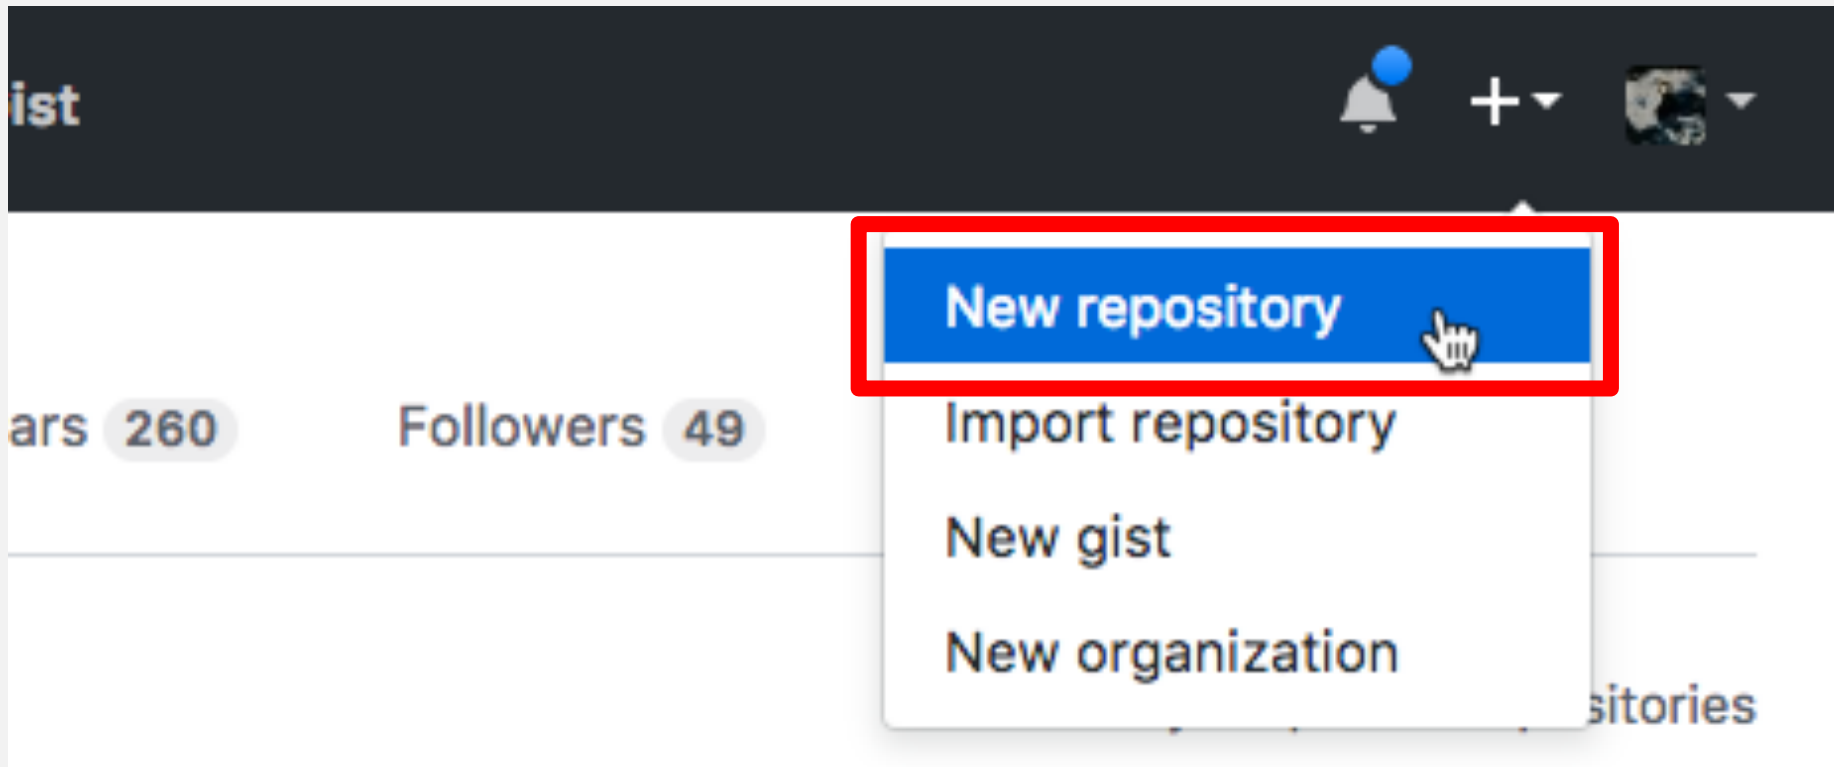 ist
New repository
ars 260 Followers 49
Import repository
New gist
New organization
sitories